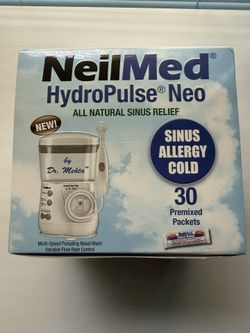 NeilMed®
HydroPulse® Neo
ALL NATURAL SINUS RELIEF
NEW!
SINUS
ALLERGY
COLD
by
Dr. Mehta™
30
Premixed
Packets
Multi-Speed Pulsating Nasal Wash
Variable Flow Rate Control